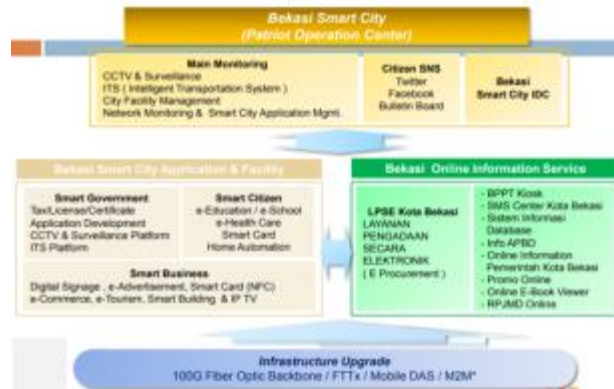 Bekasi Smart City
(Patriot Operation Center)
Main Monitoring
CCTV & Surveillance
ITS ( Intelligent Transportation System )
City Facility Management
Network Monitoring & Smart City Application Mgmt.
Citizen SNS
Twitter
Facebook
Bulletin Board
Bekasi
Smart City IDC
Bekasi Smart City Application & Facility
Smart Government
Tax/License/Certificate
Application Development
CCTV & Surveillance Platform
ITS Platform
Smart Citizen
e-Education / e-School
e-Health Care
Smart Card
Home Automation
Smart Business
Digital Signage , e-Advertisement, Smart Card (NFC)
e-Commerce, e-Tourism, Smart Building & IP TV
Bekasi Online Information Service
LPSE Kota Bekasi
LAYANAN
PENGADAAN
SECARA
ELEKTRONIK
( E Procurement )
- BPPT Kiosk
- SMS Center Kota Bekasi
- Sistem Informasi
Database
- Info APBD
- Online Information
Pemerintah Kota Bekasi
- Promo Online
- Online E-Book Viewer
- RPJMD Online
Infrastructure Upgrade
100G Fiber Optic Backbone / FTTx / Mobile DAS / M2M*